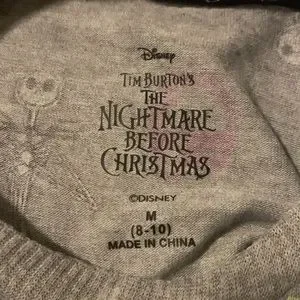 Disney
TIM BURTON'S
THE
NIGHTMARE
BEFORE
CHRISTMAS
©DISNEY
M
(8-10)
MADE IN CHINA